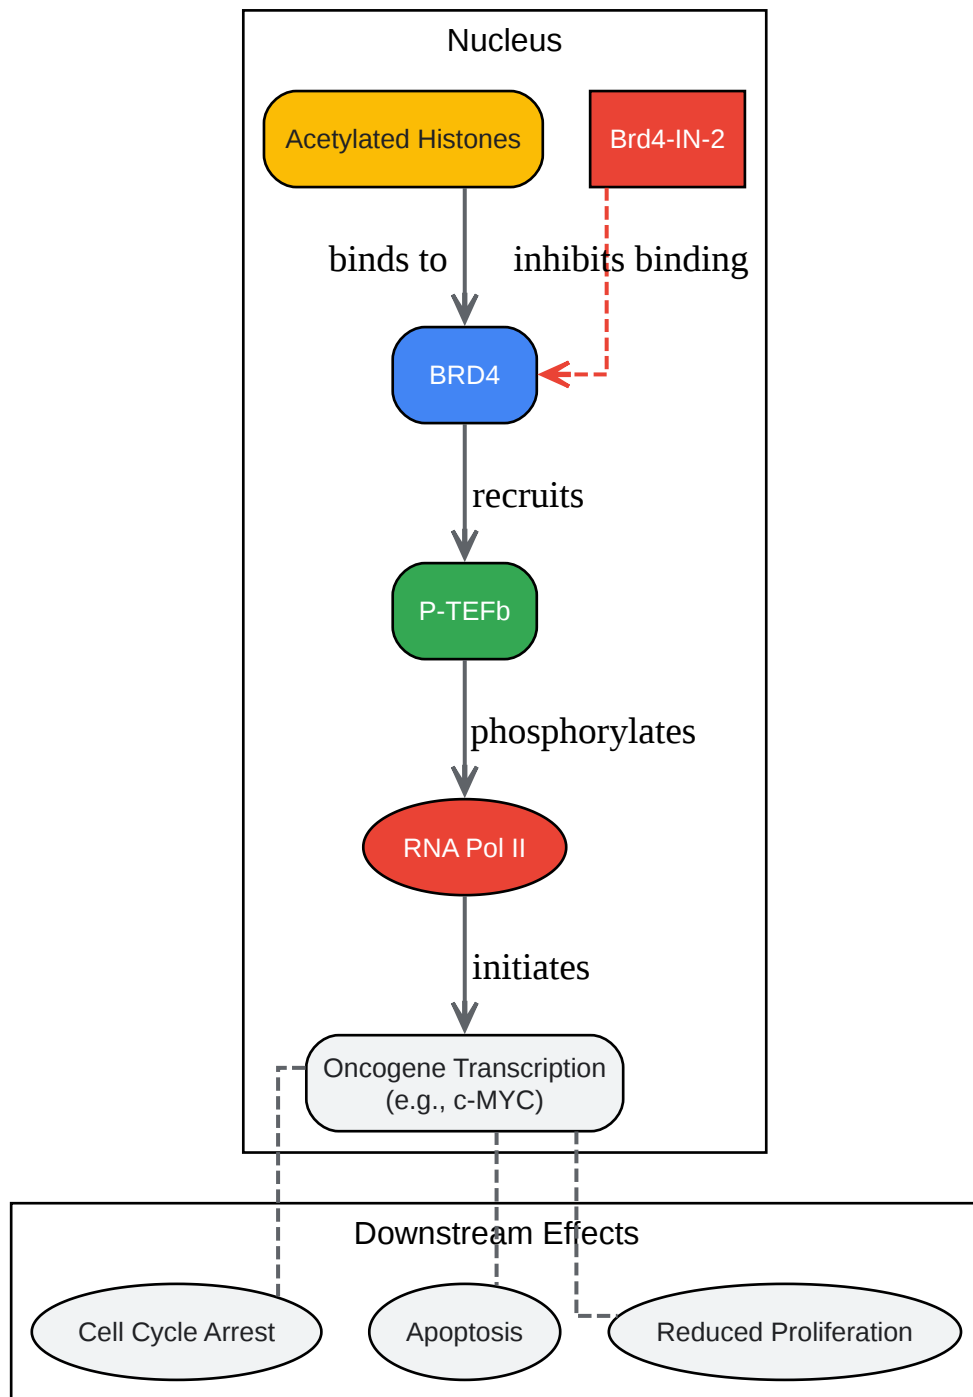 Nucleus
Acetylated Histones
Brd4-IN-2
binds to
inhibits binding
BRD4
recruits
P-TEFb
phosphorylates
RNA Pol II
initiates
Oncogene Transcription
(e.g., c-MYC)
Downstream Effects
Cell Cycle Arrest
Apoptosis
Reduced Proliferation